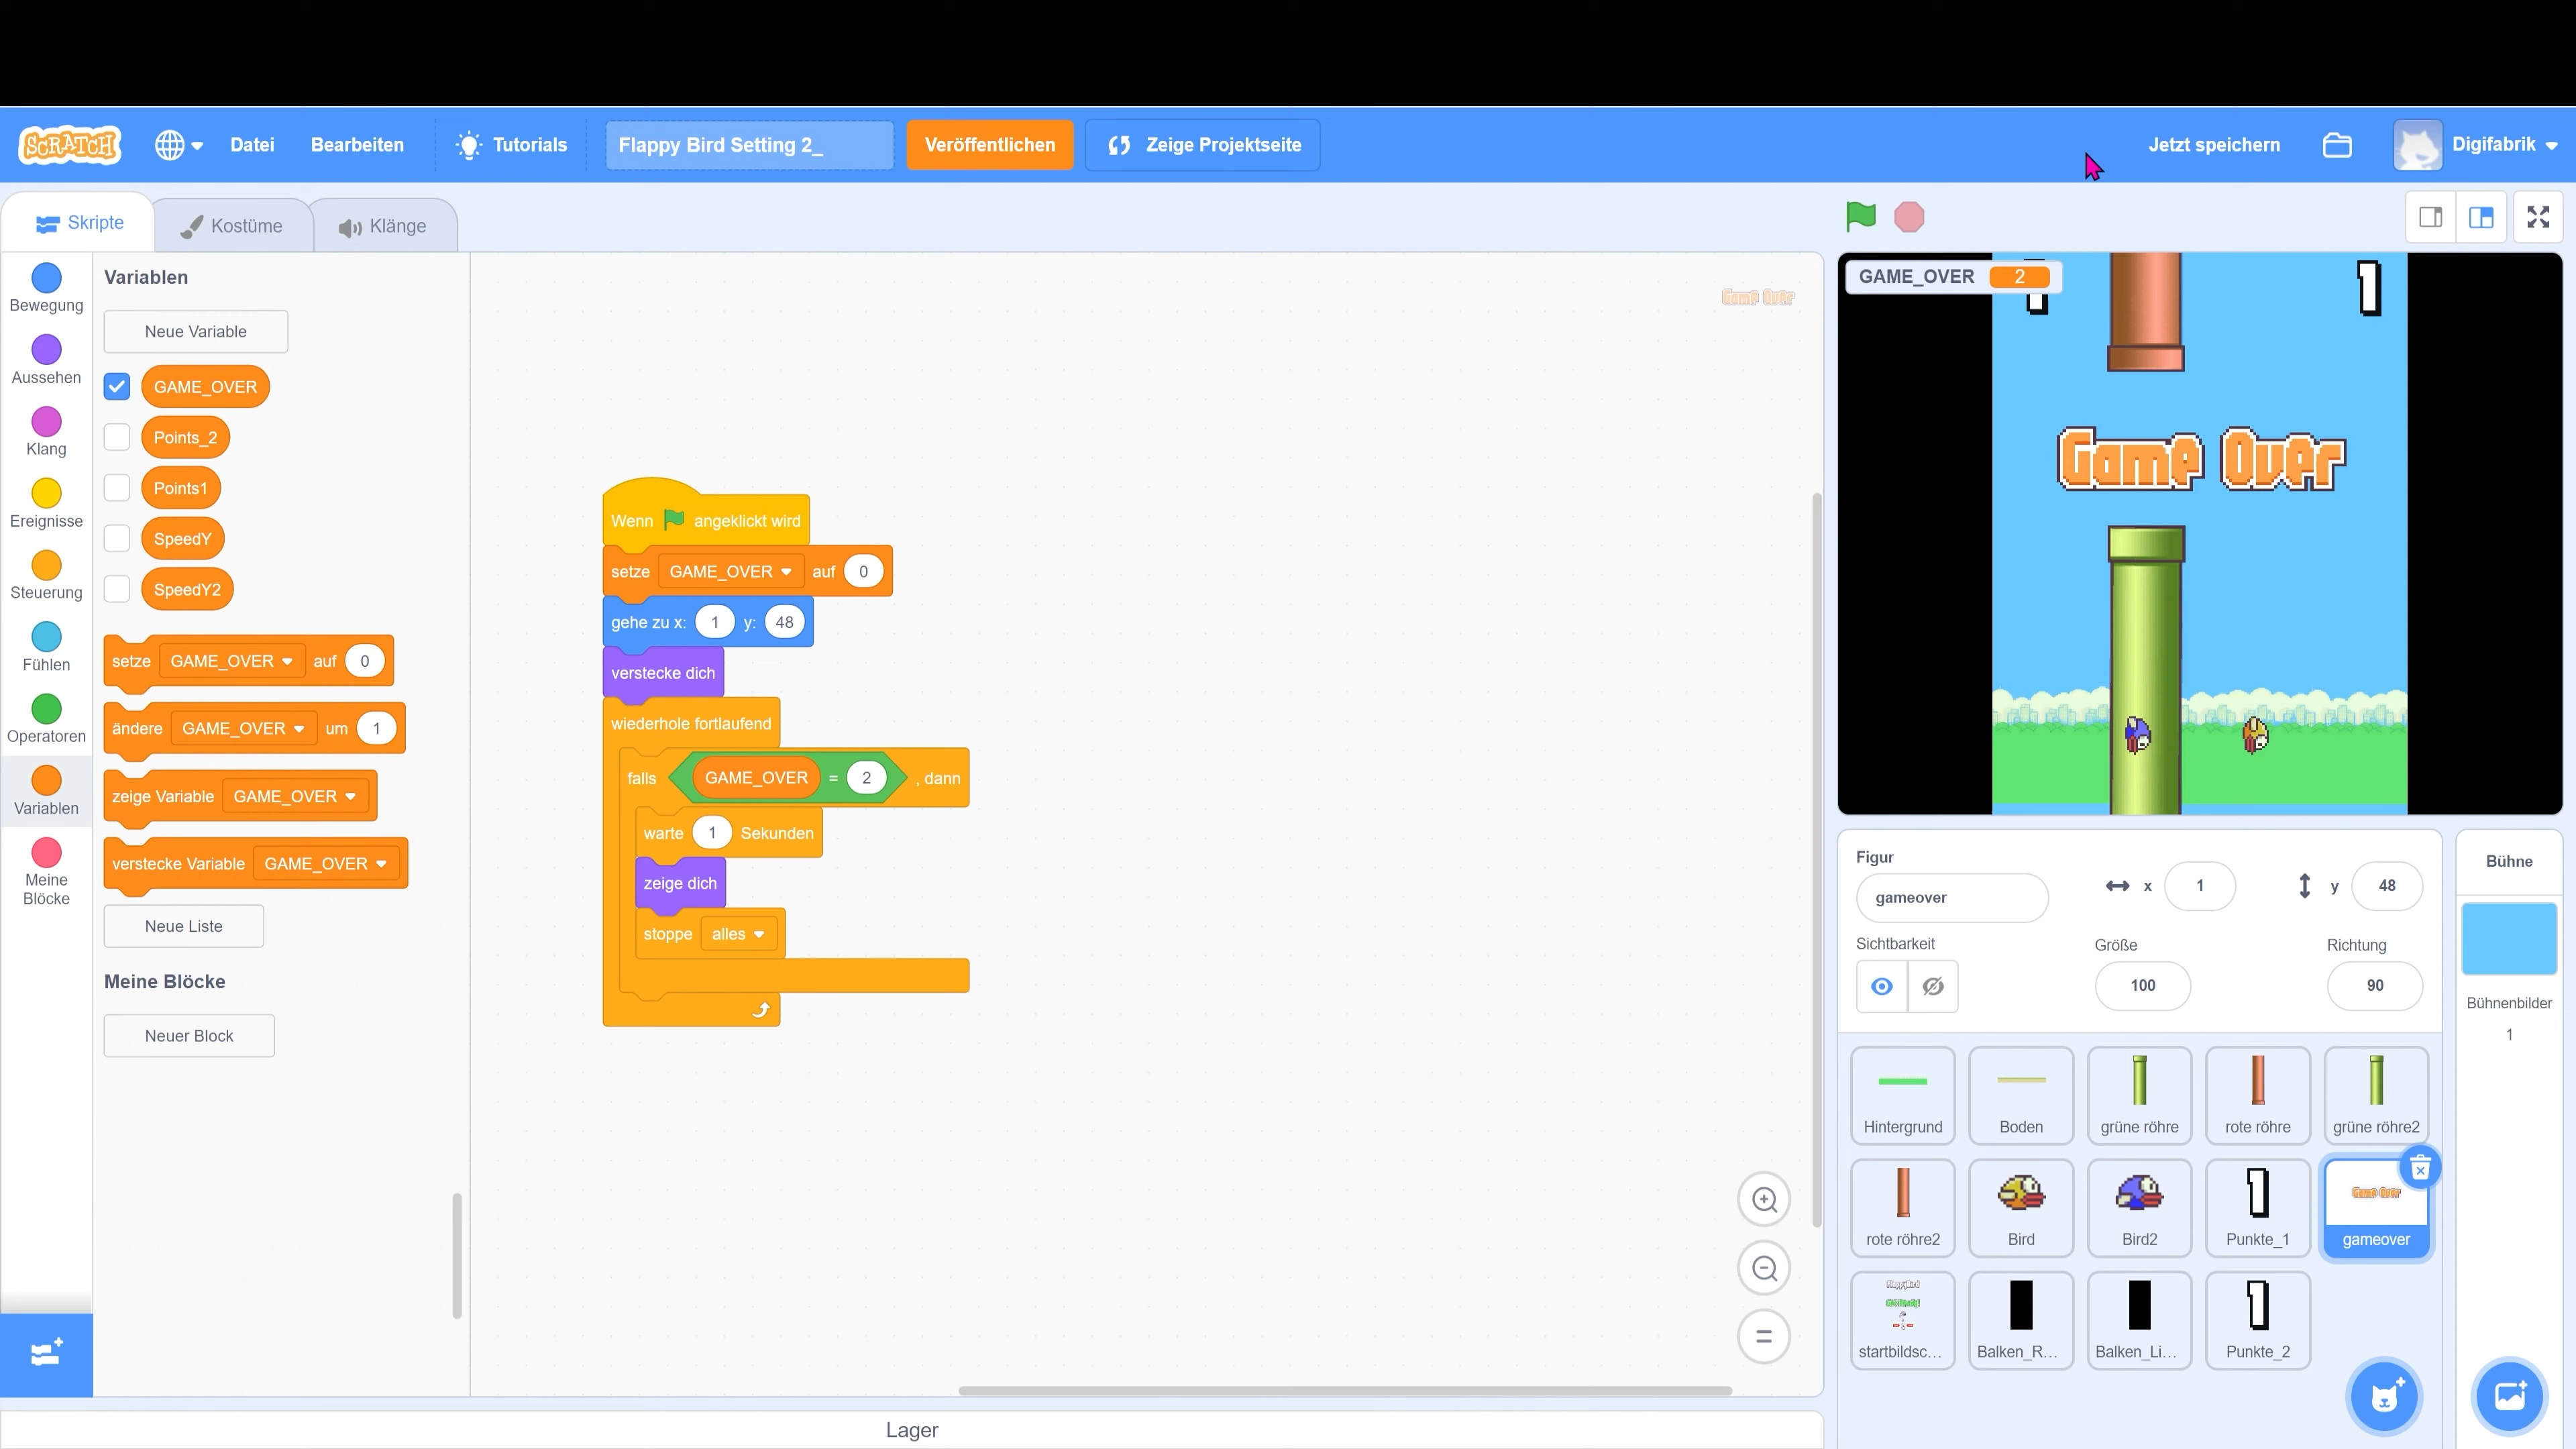 SCRATCH
Datei
Bearbeiten
Tutorials
Flappy Bird Setting 2_
Veröffentlichen
Zeige Projektseite
Jetzt speichern
Digifabrik
Skripte
Kostüme
Klänge
Bewegung
Aussehen
Klang
Ereignisse
Steuerung
Fühlen
Operatoren
Variablen
Meine
Blöcke
Variablen
Neue Variable
GAME_OVER
Points_2
Points1
SpeedY
SpeedY2
setze GAME_OVER auf 0
ändere GAME_OVER um 1
zeige Variable GAME_OVER
verstecke Variable GAME_OVER
Neue Liste
Meine Blöcke
Neuer Block
Game Over
Wenn angeklickt wird
setze GAME_OVER auf 0
gehe zu x: 1 y: 48
verstecke dich
wiederhole fortlaufend
falls GAME_OVER = 2 , dann
warte 1 Sekunden
zeige dich
stoppe alles
Lager
GAME_OVER 2
1
Game Over
Figur
gameover
x 1
y 48
Sichtbarkeit
Größe
100
Richtung
90
Bühne
Bühnenbilder
1
Hintergrund
Boden
grüne röhre
rote röhre
grüne röhre2
rote röhre2
Bird
Bird2
1
Punkte_1
Game Over
gameover
startbildsc...
Balken_R...
Balken_Li...
1
Punkte_2